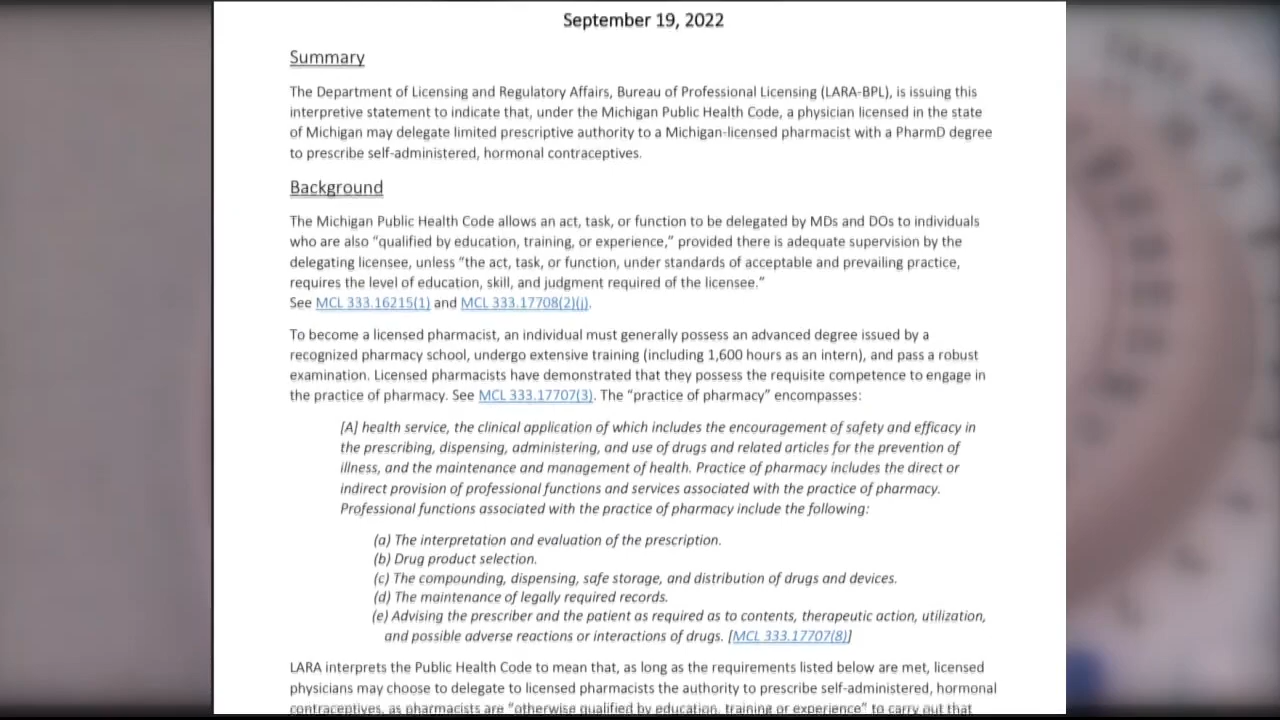 September 19, 2022
Summary
The Department of Licensing and Regulatory Affairs, Bureau of Professional Licensing (LARA-BPL), is issuing this
interpretive statement to indicate that, under the Michigan Public Health Code, a physician licensed in the state
of Michigan may delegate limited prescriptive authority to a Michigan-licensed pharmacist with a PharmD degree
to prescribe self-administered, hormonal contraceptives.
Background
The Michigan Public Health Code allows an act, task, or function to be delegated by MDs and DOs to individuals
who are also “qualified by education, training, or experience,” provided there is adequate supervision by the
delegating licensee, unless “the act, task, or function, under standards of acceptable and prevailing practice,
requires the level of education, skill, and judgment required of the licensee.”
See MCL 333.16215(1) and MCL 333.17708(2)(j).
To become a licensed pharmacist, an individual must generally possess an advanced degree issued by a
recognized pharmacy school, undergo extensive training (including 1,600 hours as an intern), and pass a robust
examination. Licensed pharmacists have demonstrated that they possess the requisite competence to engage in
the practice of pharmacy. See MCL 333.17707(3). The “practice of pharmacy” encompasses:
[A] health service, the clinical application of which includes the encouragement of safety and efficacy in
the prescribing, dispensing, administering, and use of drugs and related articles for the prevention of
illness, and the maintenance and management of health. Practice of pharmacy includes the direct or
indirect provision of professional functions and services associated with the practice of pharmacy.
Professional functions associated with the practice of pharmacy include the following:
(a) The interpretation and evaluation of the prescription.
(b) Drug product selection.
(c) The compounding, dispensing, safe storage, and distribution of drugs and devices.
(d) The maintenance of legally required records.
(e) Advising the prescriber and the patient as required as to contents, therapeutic action, utilization,
and possible adverse reactions or interactions of drugs. [MCL 333.17707(8)]
LARA interprets the Public Health Code to mean that, as long as the requirements listed below are met, licensed
physicians may choose to delegate to licensed pharmacists the authority to prescribe self-administered, hormonal
contraceptives, as pharmacists are “otherwise qualified by education, training or experience” to carry out that